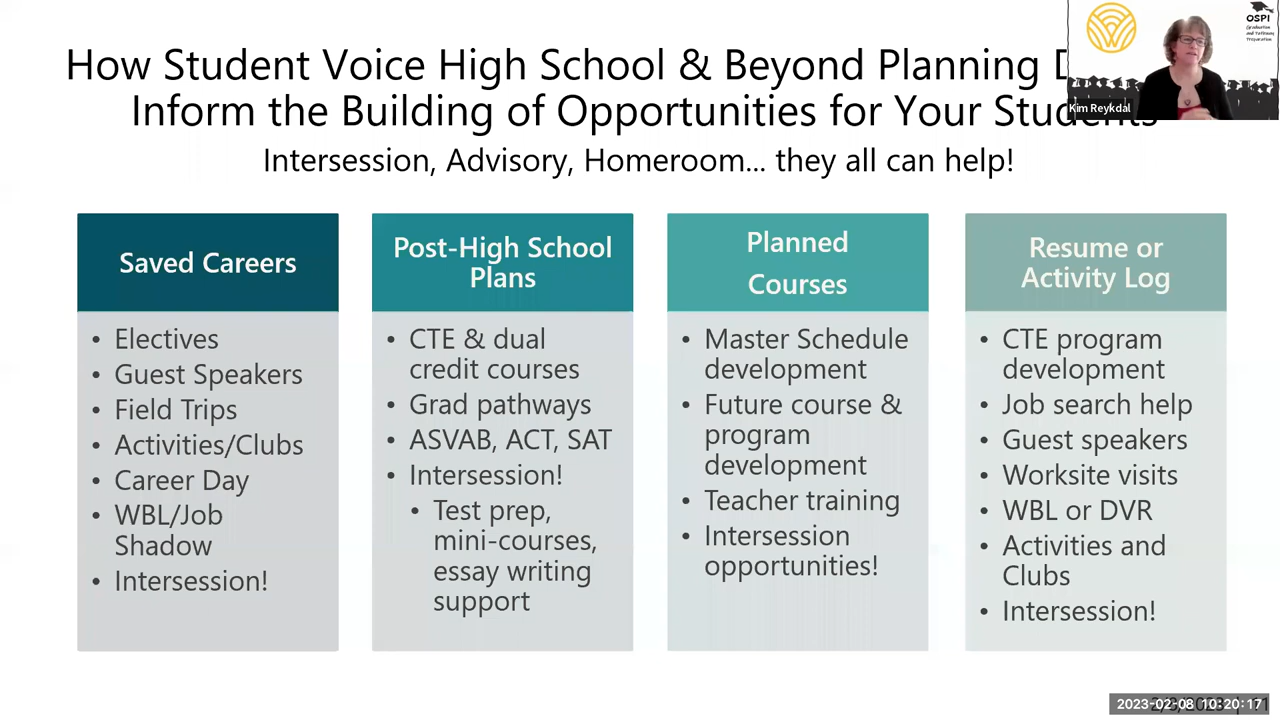 How Student Voice High School & Beyond Planning
Inform the Building of Opportunities for Your Students
Intersession, Advisory, Homeroom... they all can help!
OSPI
Graduation
and Pathway
Preparation
Kim Reykdal
Saved Careers
• Electives
• Guest Speakers
• Field Trips
• Activities/Clubs
• Career Day
• WBL/Job
Shadow
• Intersession!
Post-High School
Plans
• CTE & dual
credit courses
• Grad pathways
• ASVAB, ACT, SAT
• Intersession!
• Test prep,
mini-courses,
essay writing
support
Planned
Courses
• Master Schedule
development
• Future course &
program
development
• Teacher training
• Intersession
opportunities!
Resume or
Activity Log
• CTE program
development
• Job search help
• Guest speakers
• Worksite visits
• WBL or DVR
• Activities and
Clubs
• Intersession!
2023-02-08 10:20:17